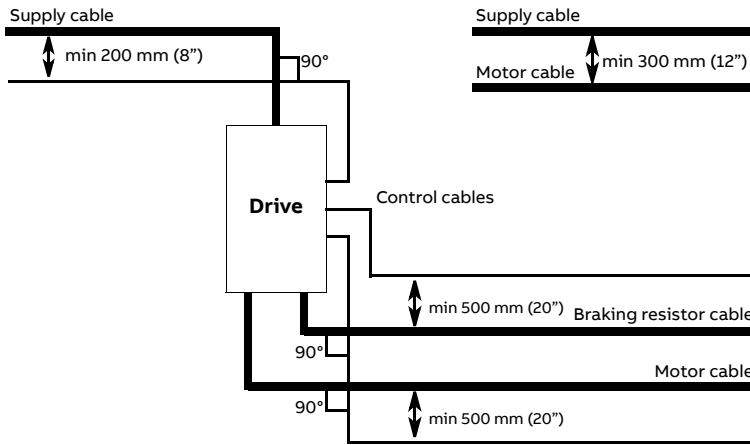 Supply cable
min 200 mm (8”)
90°
Supply cable
min 300 mm (12”)
Motor cable
Drive
Control cables
min 500 mm (20”)
Braking resistor cable
90°
Motor cable
90°
min 500 mm (20”)